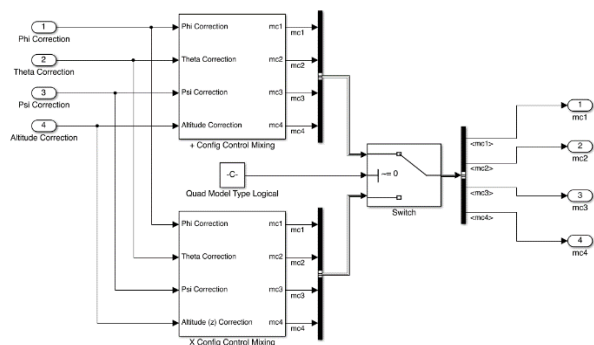 1
Phi Correction
2
Theta Correction
3
Psi Correction
4
Altitude Correction
Phi Correction
mc1
mc1
Theta Correction
mc2
mc2
Psi Correction
mc3
mc3
Altitude Correction
mc4
mc4
+ Config Control Mixing
-C-
Quad Model Type Logical
~= 0
Switch
Phi Correction
mc1
mc1
Theta Correction
mc2
mc2
Psi Correction
mc3
mc3
Altitude (z) Correction
mc4
mc4
X Config Control Mixing
<mc1>
1
mc1
<mc2>
2
mc2
<mc3>
3
mc3
<mc4>
4
mc4